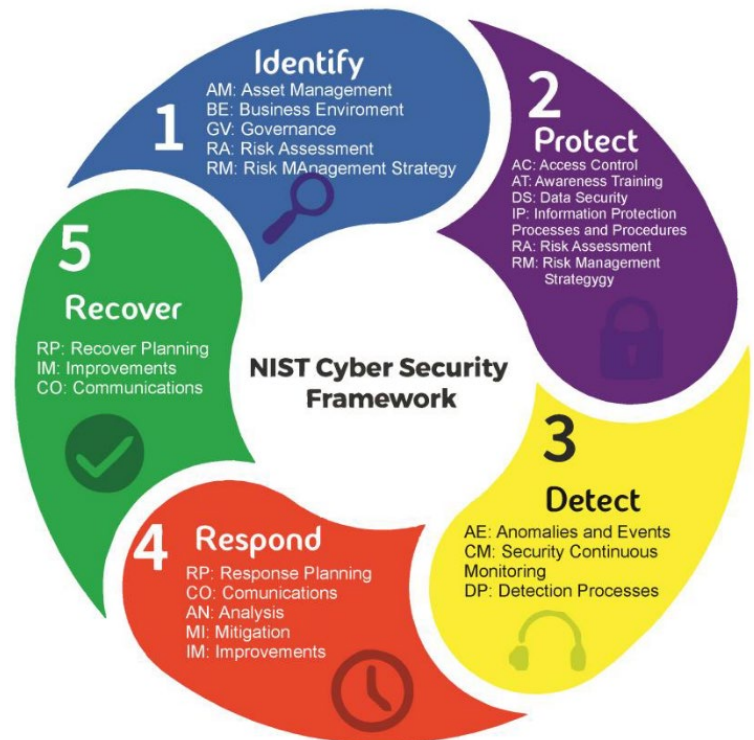 1
Identify
AM: Asset Management
BE: Business Enviroment
GV: Governance
RA: Risk Assessment
RM: Risk MAnagement Strategy
2
Protect
AC: Access Control
AT: Awareness Training
DS: Data Security
IP: Information Protection
Processes and Procedures
RA: Risk Assessment
RM: Risk Management
Strategygy
3
Detect
AE: Anomalies and Events
CM: Security Continuous
Monitoring
DP: Detection Processes
4
Respond
RP: Response Planning
CO: Comunications
AN: Analysis
MI: Mitigation
IM: Improvements
5
Recover
RP: Recover Planning
IM: Improvements
CO: Communications
NIST Cyber Security
Framework